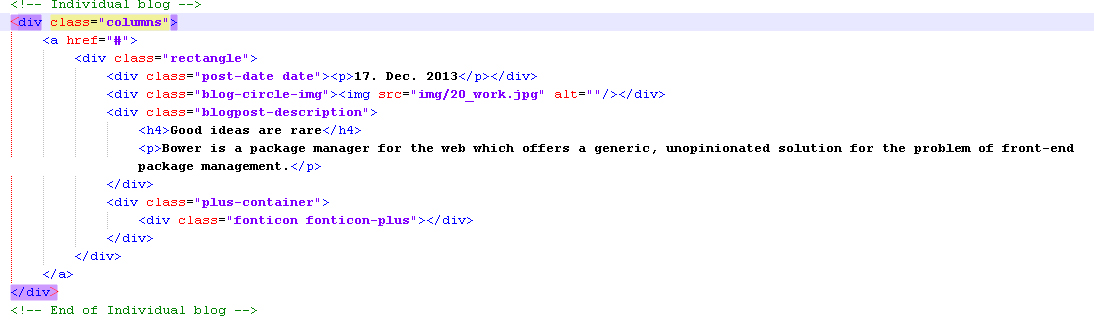 <!-- Individual blog -->
<div class="columns">
<a href="#">
<div class="rectangle">
<div class="post-date date"><p>17. Dec. 2013</p></div>
<div class="blog-circle-img"><img src="img/20_work.jpg" alt=""/></div>
<div class="blogpost-description">
<h4>Good ideas are rare</h4>
<p>Bower is a package manager for the web which offers a generic, unopinionated solution for the problem of front-end
package management.</p>
</div>
<div class="plus-container">
<div class="fonticon fonticon-plus"></div>
</div>
</div>
</a>
</div>
<!-- End of Individual blog -->